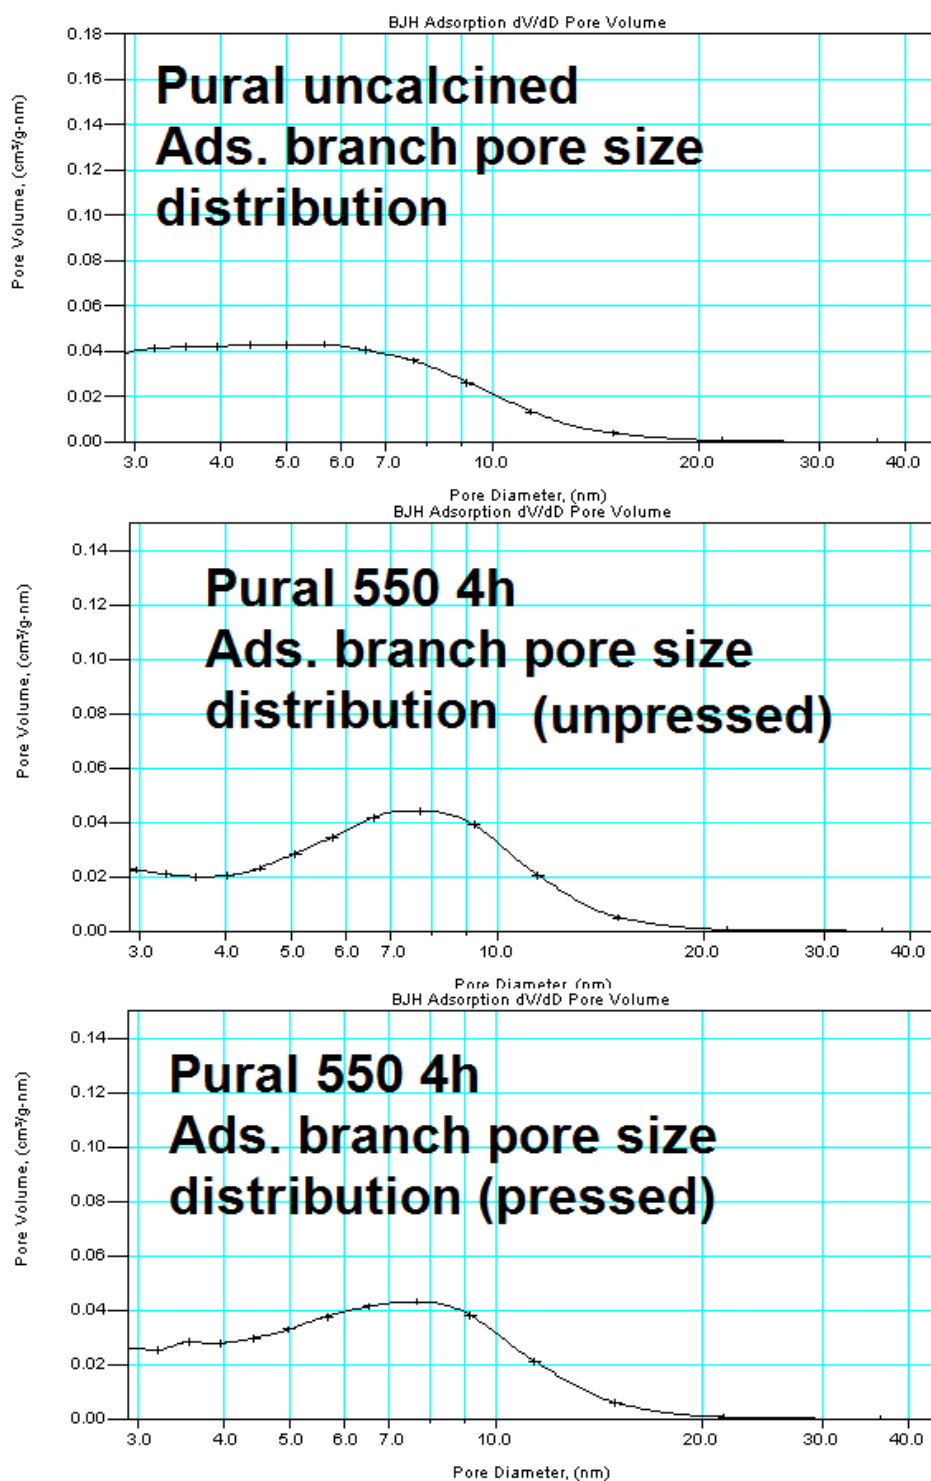 BJH Adsorption dV/dD Pore Volume
Pore Volume, (cm³/g-nm)
0.18
0.16
0.14
0.12
0.10
0.08
0.06
0.04
0.02
0.00
Pural uncalcined
Ads. branch pore size
distribution
3.0 4.0 5.0 6.0 7.0 10.0 20.0 30.0 40.0
Pore Diameter, (nm)
BJH Adsorption dV/dD Pore Volume
Pore Volume, (cm³/g-nm)
0.14
0.12
0.10
0.08
0.06
0.04
0.02
0.00
Pural 550 4h
Ads. branch pore size
distribution (unpressed)
3.0 4.0 5.0 6.0 7.0 10.0 20.0 30.0 40.0
Pore Diameter, (nm)
BJH Adsorption dV/dD Pore Volume
Pore Volume, (cm³/g-nm)
0.14
0.12
0.10
0.08
0.06
0.04
0.02
0.00
Pural 550 4h
Ads. branch pore size
distribution (pressed)
3.0 4.0 5.0 6.0 7.0 10.0 20.0 30.0 40.0
Pore Diameter, (nm)